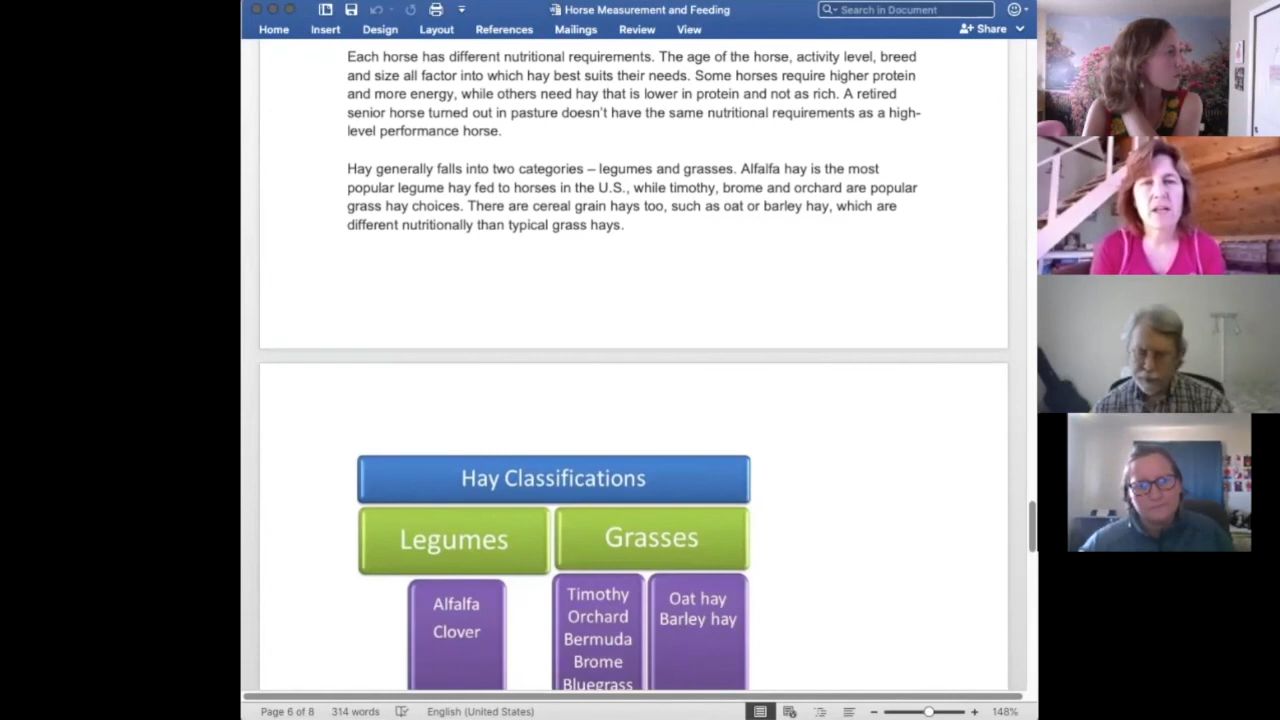 Horse Measurement and Feeding
Search in Document
Home Insert Design Layout References Mailings Review View Share
Each horse has different nutritional requirements. The age of the horse, activity level, breed
and size all factor into which hay best suits their needs. Some horses require higher protein
and more energy, while others need hay that is lower in protein and not as rich. A retired
senior horse turned out in pasture doesn't have the same nutritional requirements as a high-
level performance horse.
Hay generally falls into two categories – legumes and grasses. Alfalfa hay is the most
popular legume hay fed to horses in the U.S., while timothy, brome and orchard are popular
grass hay choices. There are cereal grain hays too, such as oat or barley hay, which are
different nutritionally than typical grass hays.
Hay Classifications
Legumes
Grasses
Alfalfa
Clover
Timothy
Orchard
Bermuda
Brome
Bluegrass
Oat hay
Barley hay
Page 6 of 8 314 words English (United States) 148%